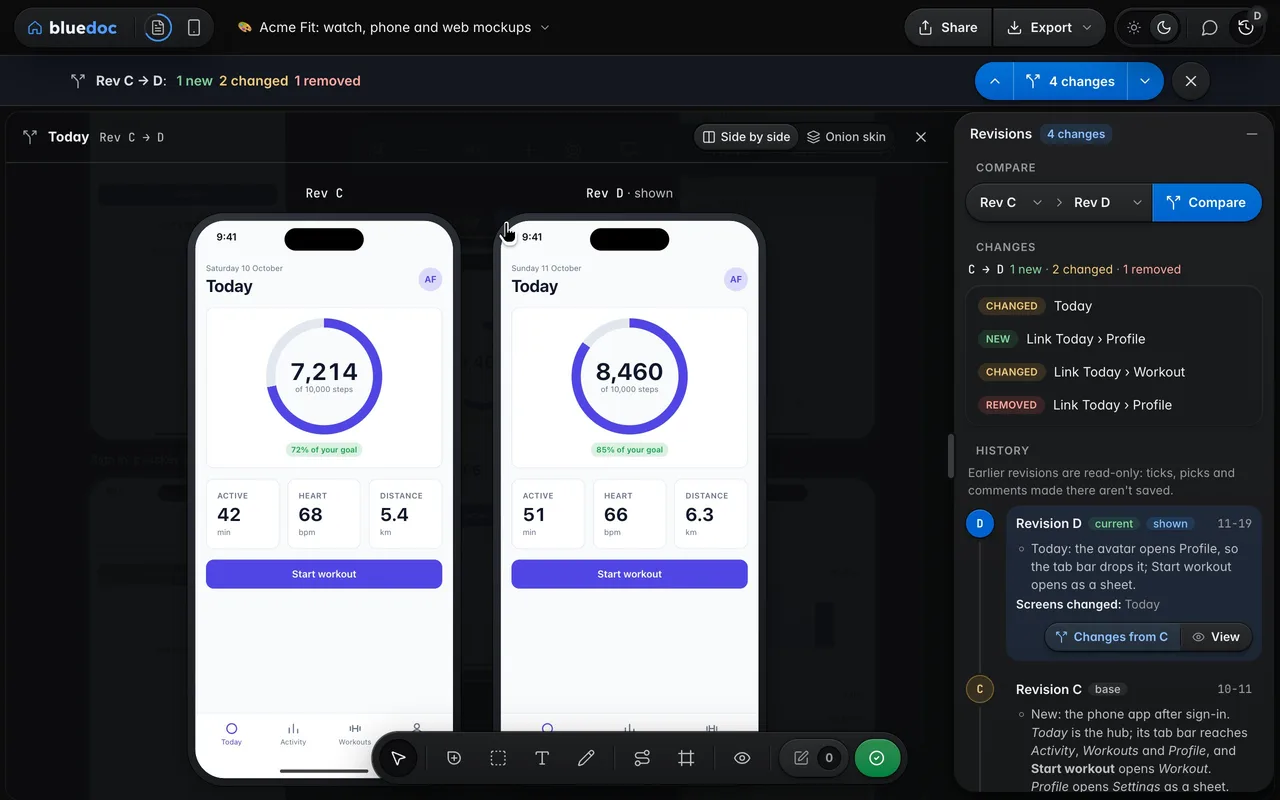 bluedoc
Acme Fit: watch, phone and web mockups
Share
Export
D
Rev C → D: 1 new 2 changed 1 removed
4 changes
Today Rev C → D
Side by side
Onion skin
Rev C
Rev D · shown
9:41
Saturday 10 October
Today
AF
7,214
of 10,000 steps
72% of your goal
ACTIVE
42
min
HEART
68
bpm
DISTANCE
5.4
km
Start workout
Today
Activity
Workouts
9:41
Sunday 11 October
Today
AF
8,460
of 10,000 steps
85% of your goal
ACTIVE
51
min
HEART
66
bpm
DISTANCE
6.3
km
Start workout
0
Revisions 4 changes
COMPARE
Rev C
Rev D
Compare
CHANGES
C → D 1 new · 2 changed · 1 removed
CHANGED Today
NEW Link Today › Profile
CHANGED Link Today › Workout
REMOVED Link Today › Profile
HISTORY
Earlier revisions are read-only: ticks, picks and
comments made there aren't saved.
D Revision D current shown 11-19
Today: the avatar opens Profile, so
the tab bar drops it; Start workout
opens as a sheet.
Screens changed: Today
Changes from C
View
C Revision C base 10-11
New: the phone app after sign-in.
Today is the hub; its tab bar reaches
Activity, Workouts and Profile, and
Start workout opens Workout.
Profile opens Settings as a sheet.